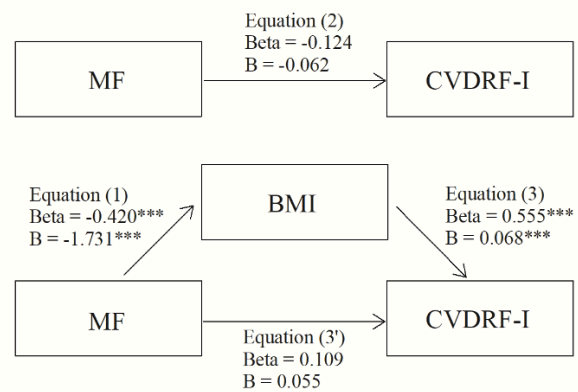 Equation (2)
Beta = -0.124
B = -0.062
MF
CVDRF-I
Equation (1)
Beta = -0.420***
B = -1.731***
BMI
Equation (3)
Beta = 0.555***
B = 0.068***
MF
CVDRF-I
Equation (3')
Beta = 0.109
B = 0.055